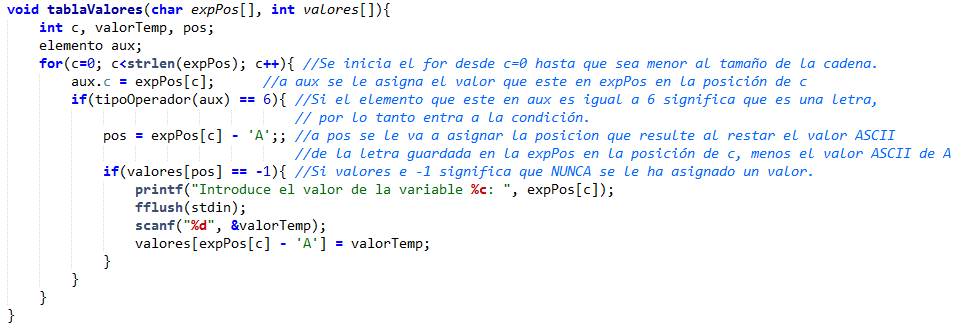 void tablaValores(char expPos[], int valores[]){
    int c, valorTemp, pos;
    elemento aux;
    for(c=0; c<strlen(expPos); c++){ //Se inicia el for desde c=0 hasta que sea menor al tamaño de la cadena.
        aux.c = expPos[c];      //a aux se le asigna el valor que este en expPos en la posición de c
        if(tipoOperador(aux) == 6){ //Si el elemento que este en aux es igual a 6 significa que es una letra,
                                    // por lo tanto entra a la condición.
            pos = expPos[c] - 'A';; //a pos se le va a asignar la posicion que resulte al restar el valor ASCII
                                    //de la letra guardada en la expPos en la posición de c, menos el valor ASCII de A
            if(valores[pos] == -1){ //Si valores e -1 significa que NUNCA se le ha asignado un valor.
                printf("Introduce el valor de la variable %c: ", expPos[c]);
                fflush(stdin);
                scanf("%d", &valorTemp);
                valores[expPos[c] - 'A'] = valorTemp;
            }
        }
    }
}